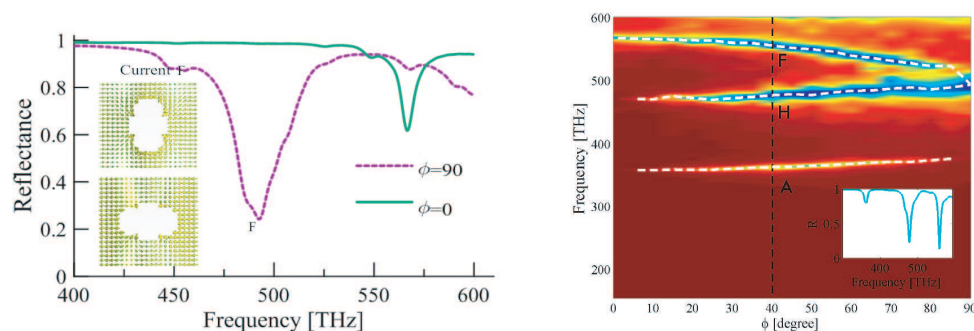 1
0.8
0.6
0.4
0.2
0
Reflectance
Current F
ϕ=90
ϕ=0
F
400
450
500
550
600
Frequency [THz]
600
500
400
300
200
Frequency [THz]
F
H
A
1
0.5
0
R
400
500
Frequency [THz]
0
10
20
30
40
50
60
70
80
90
ϕ [degree]